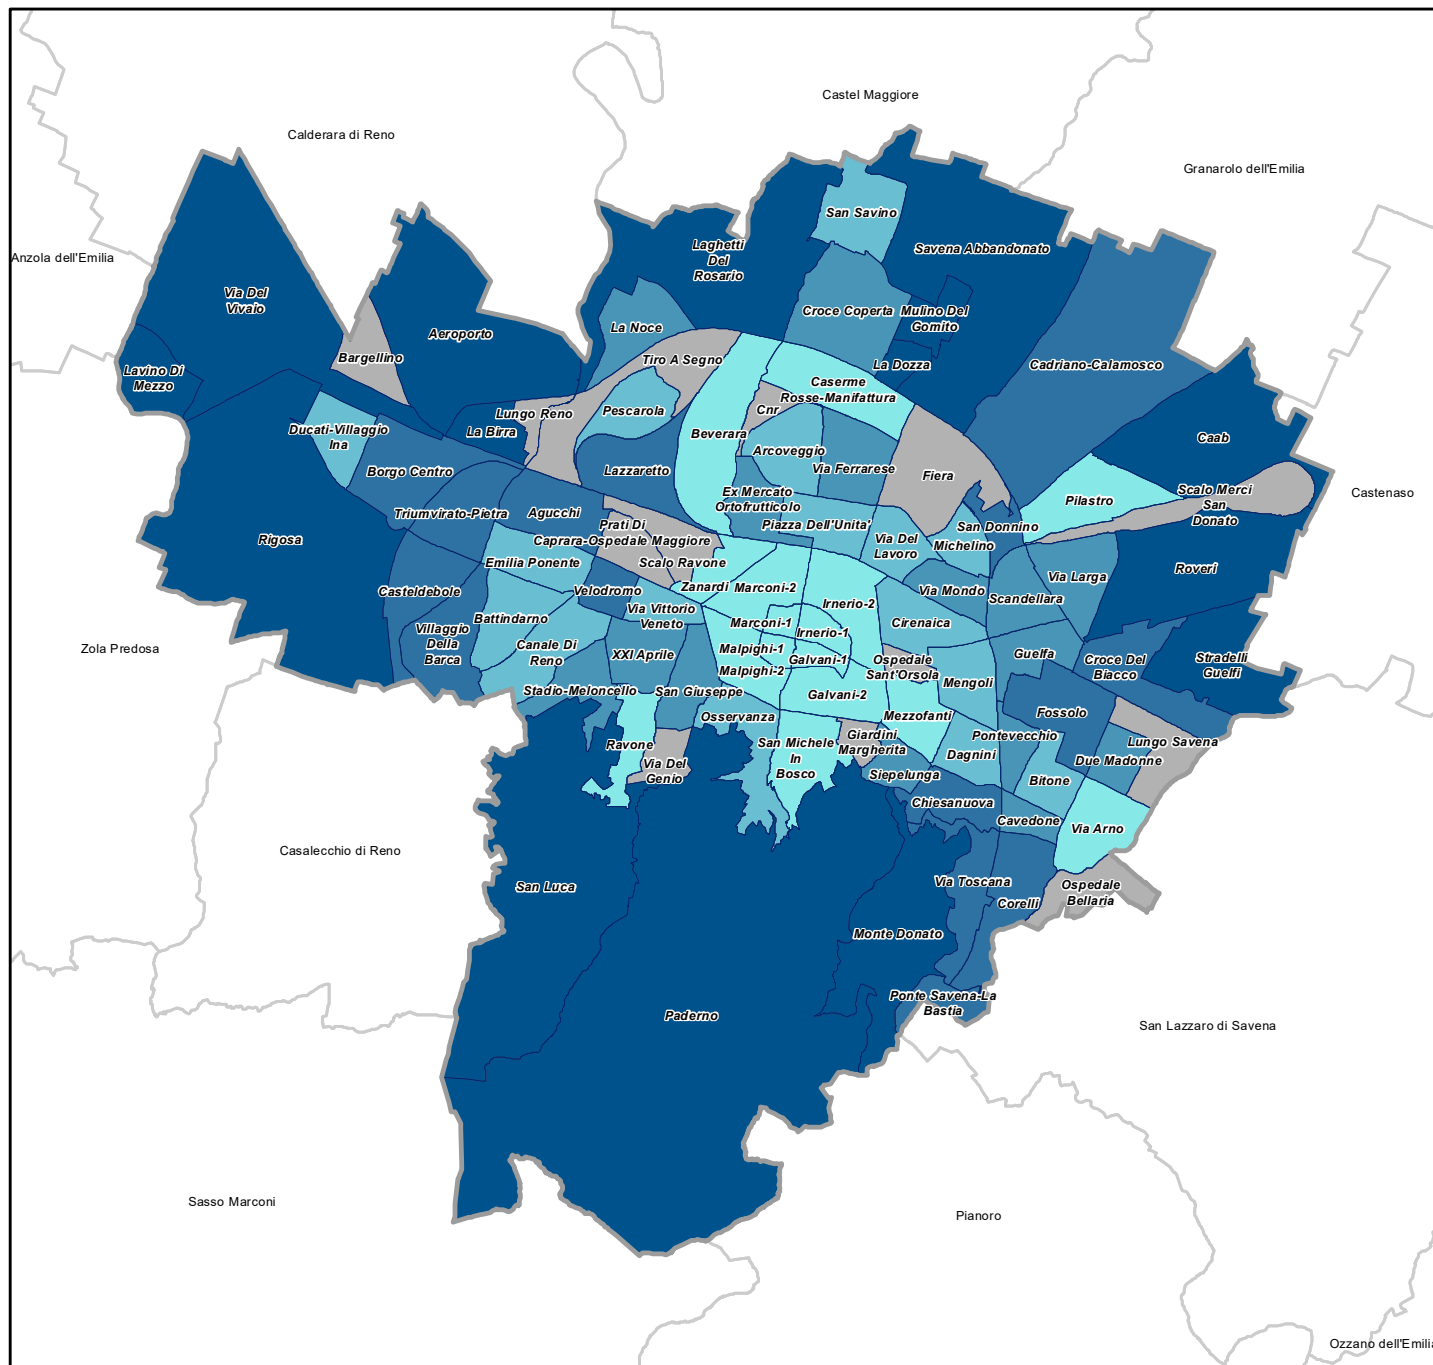 Castel Maggiore
Calderara di Reno
Granarolo dell'Emilia
San Savino
Laghetti
Del
Rosario
Savena Abbandonato
Anzola dell'Emilia
Via Del
Vivaio
Croce Coperta
Mulino Del
Gomito
La Noce
Aeroporto
Bargellino
Tiro A Segno
La Dozza
Cadriano-Calamosco
Lavino Di
Mezzo
Caserme
Rosse-Manifattura
Lungo Reno
Pescarola
Cnr
La Birra
Beverara
Ducati-Villaggio
Ina
Caab
Arcoveggio
Borgo Centro
Lazzaretto
Via Ferrarese
Fiera
Scalo Merci
San
Donato
Castenaso
Pilastro
Ex Mercato
Ortofrutticolo
Triumvirato-Pietra
Agucchi
Prati Di
Caprara-Ospedale Maggiore
Piazza Dell'Unita'
San Donnino
Rigosa
Via Del
Lavoro
Michelino
Emilia Ponente
Scalo Ravone
Roveri
Via Larga
Casteldebole
Velodromo
Zanardi
Marconi-2
Via Mondo
Scandellara
Irnerio-2
Via Vittorio
Veneto
Battindarno
Marconi-1
Irnerio-1
Cirenaica
Villaggio
Della
Barca
Canale Di
Reno
XXI Aprile
Malpighi-1
Galvani-1
Guelfa
Zola Predosa
Ospedale
Sant'Orsola
Croce Del
Biacco
Stradelli
Guelfi
Malpighi-2
Mengoli
Stadio-Meloncello
San Giuseppe
Galvani-2
Osservanza
Mezzofanti
Fossolo
Ravone
San Michele
In
Bosco
Giardini
Margherita
Pontevecchio
Lungo Savena
Dagnini
Due Madonne
Via Del
Genio
Siepelunga
Bitone
Chiesanuova
Cavedone
Via Arno
Casalecchio di Reno
San Luca
Via Toscana
Ospedale
Bellaria
Corelli
Monte Donato
Ponte Savena-La
Bastia
Paderno
San Lazzaro di Savena
Sasso Marconi
Pianoro
Ozzano dell'Emilia